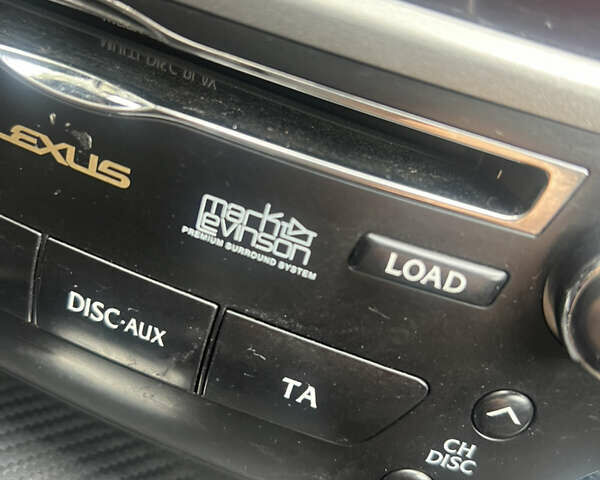 LEXUS
mark
levinson
PREMIUM SURROUND SYSTEM
LOAD
DISC·AUX
TA
CH
DISC